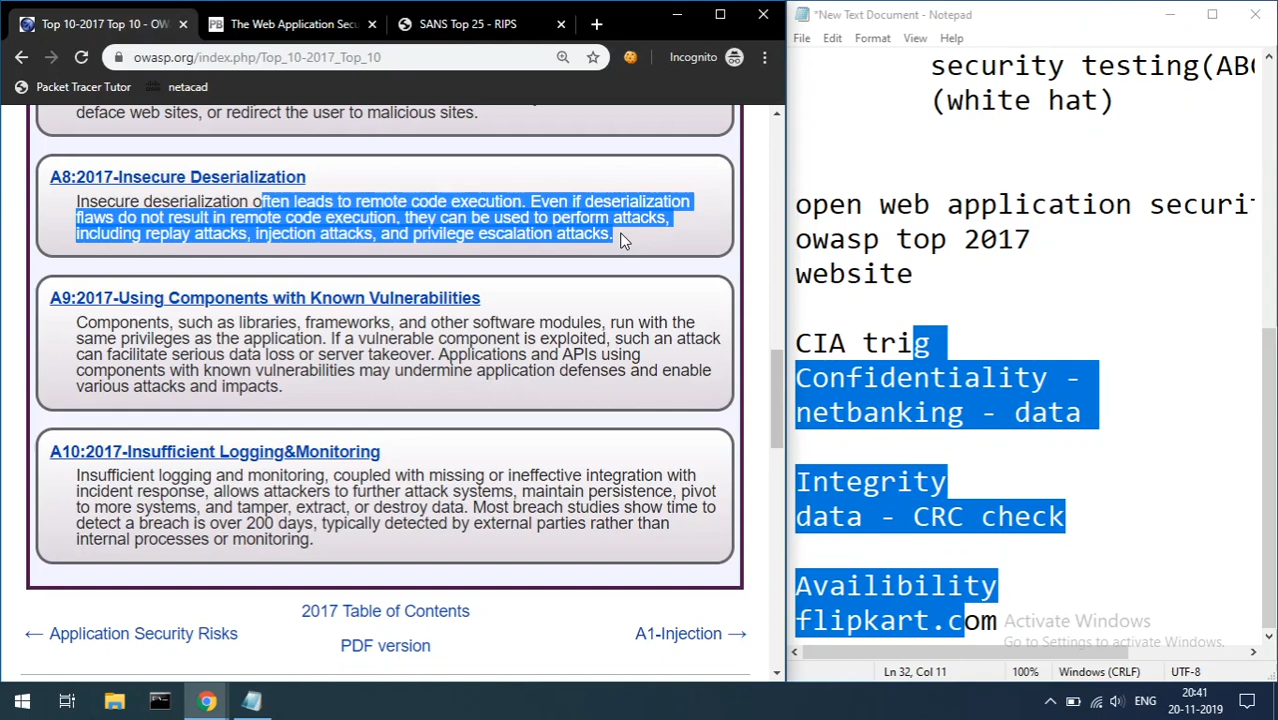 Top 10-2017 Top 10 - OW
The Web Application Secu
SANS Top 25 - RIPS
owasp.org/index.php/Top_10-2017_Top_10
Incognito
Packet Tracer Tutor
netacad
deface web sites, or redirect the user to malicious sites.
A8:2017-Insecure Deserialization
Insecure deserialization often leads to remote code execution. Even if deserialization
flaws do not result in remote code execution, they can be used to perform attacks,
including replay attacks, injection attacks, and privilege escalation attacks.
A9:2017-Using Components with Known Vulnerabilities
Components, such as libraries, frameworks, and other software modules, run with the
same privileges as the application. If a vulnerable component is exploited, such an attack
can facilitate serious data loss or server takeover. Applications and APIs using
components with known vulnerabilities may undermine application defenses and enable
various attacks and impacts.
A10:2017-Insufficient Logging&Monitoring
Insufficient logging and monitoring, coupled with missing or ineffective integration with
incident response, allows attackers to further attack systems, maintain persistence, pivot
to more systems, and tamper, extract, or destroy data. Most breach studies show time to
detect a breach is over 200 days, typically detected by external parties rather than
internal processes or monitoring.
2017 Table of Contents
← Application Security Risks
PDF version
A1-Injection →
*New Text Document - Notepad
File Edit Format View Help
security testing(ABC
(white hat)
open web application securit
owasp top 2017
website
CIA trig
Confidentiality -
netbanking - data
Integrity
data - CRC check
Availibility
flipkart.com
Activate Windows
Go to Settings to activate Windows.
Ln 32, Col 11
100%
Windows (CRLF)
UTF-8
ENG
20:41
20-11-2019